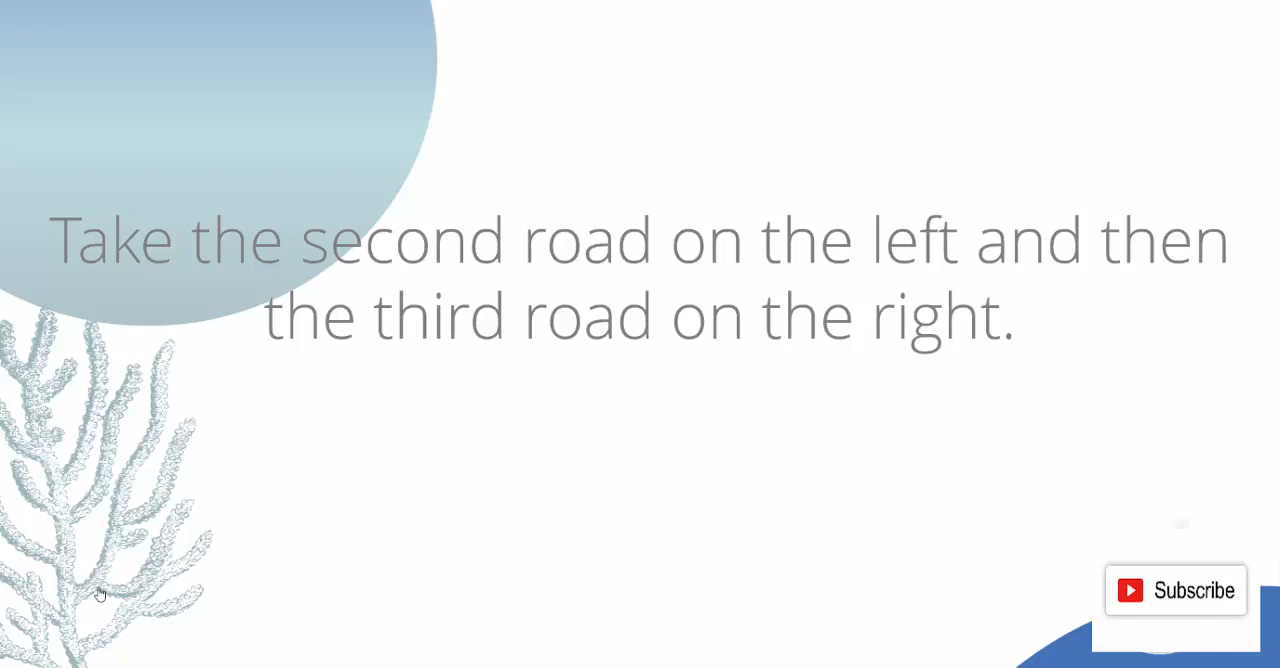 Take the second road on the left and then
the third road on the right.
Subscribe